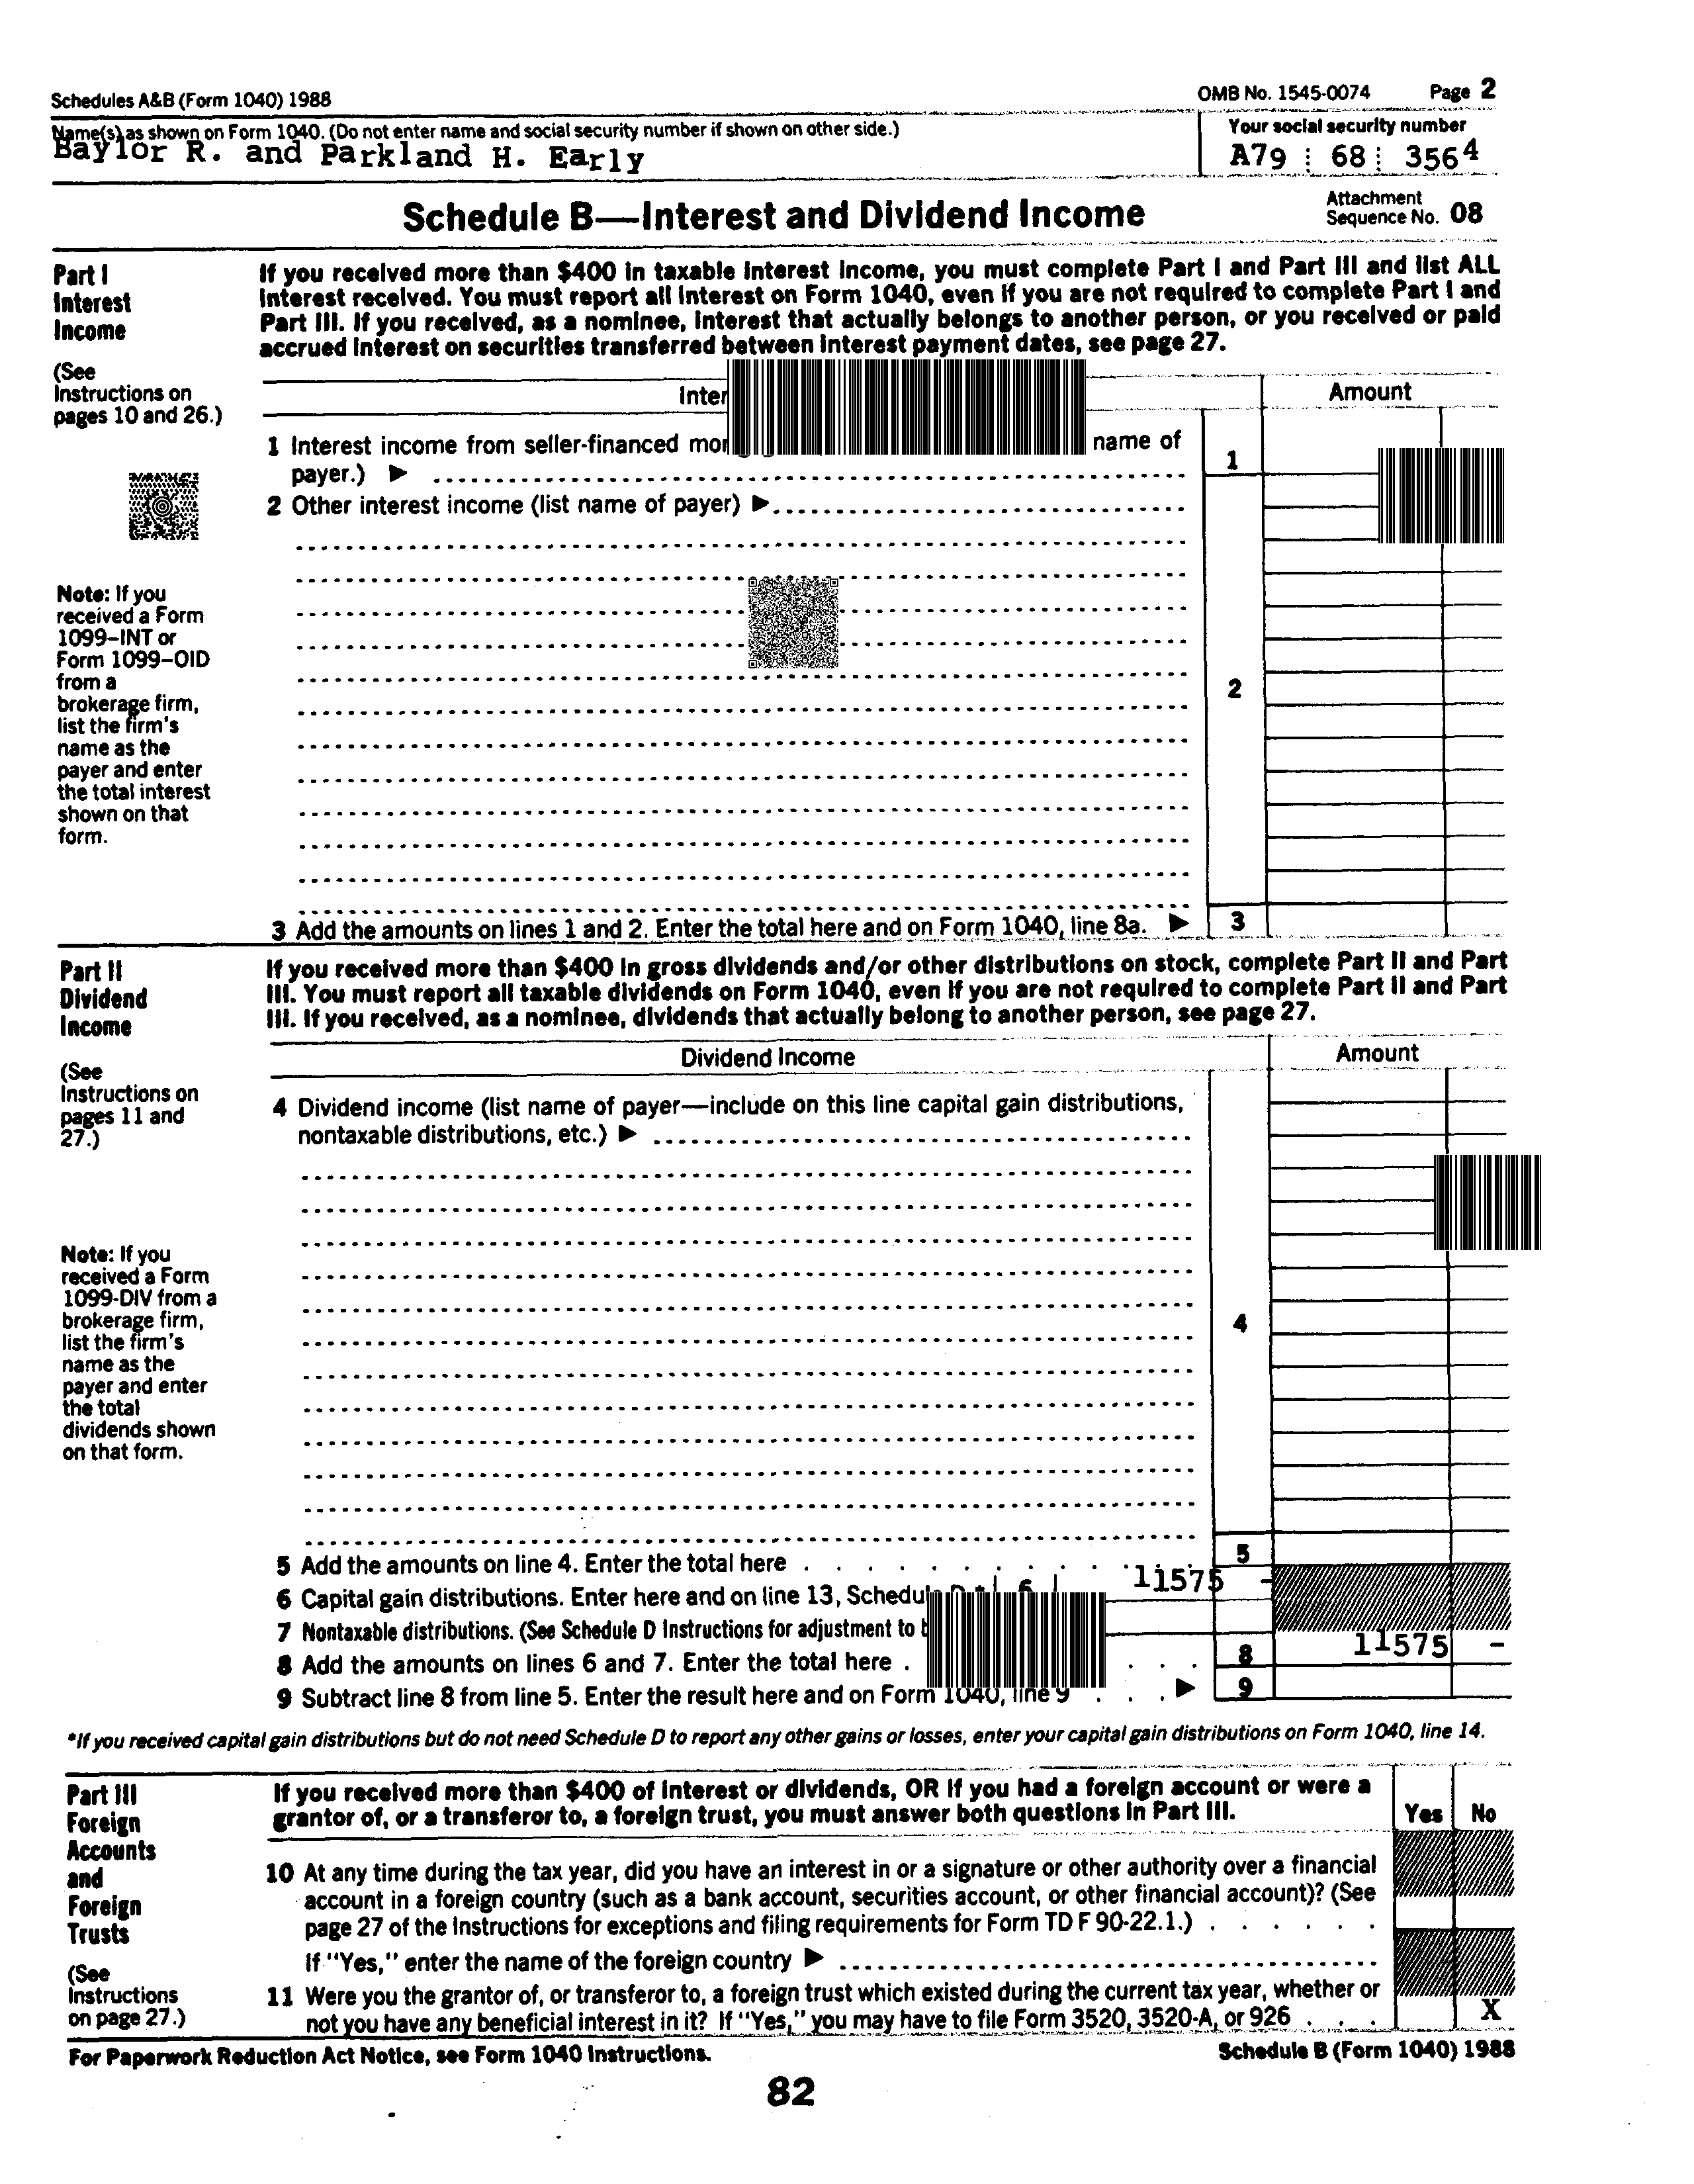 Schedules A&B (Form 1040) 1988 OMB No. 1545-0074 Page 2
Name(s) as shown on Form 1040. (Do not enter name and social security number if shown on other side.) Your social security number
Baylor R. and Parkland H. Early A79 68 3564
Schedule B—Interest and Dividend Income Attachment Sequence No. 08
Part I
Interest
Income
(See
Instructions on
pages 10 and 26.)
If you received more than $400 in taxable interest income, you must complete Part I and Part III and list ALL
interest received. You must report all interest on Form 1040, even if you are not required to complete Part I and
Part III. If you received, as a nominee, interest that actually belongs to another person, or you received or paid
accrued interest on securities transferred between interest payment dates, see page 27.
Amount
1 Interest income from seller-financed name of
payer.) ▶ 1
2 Other interest income (list name of payer) ▶
Note: If you
received a Form
1099–INT or
Form 1099–OID
from a
brokerage firm,
list the firm's
name as the
payer and enter
the total interest
shown on that
form.
2
3 Add the amounts on lines 1 and 2. Enter the total here and on Form 1040, line 8a. ▶ 3
Part II
Dividend
Income
(See
Instructions on
pages 11 and
27.)
If you received more than $400 in gross dividends and/or other distributions on stock, complete Part II and Part
III. You must report all taxable dividends on Form 1040, even if you are not required to complete Part II and Part
III. If you received, as a nominee, dividends that actually belong to another person, see page 27.
Dividend Income Amount
4 Dividend income (list name of payer—include on this line capital gain distributions,
nontaxable distributions, etc.) ▶
Note: If you
received a Form
1099-DIV from a
brokerage firm,
list the firm's
name as the
payer and enter
the total
dividends shown
on that form.
4
5 Add the amounts on line 4. Enter the total here 5
6 Capital gain distributions. Enter here and on line 13, 11575 -
7 Nontaxable distributions. (See Schedule D Instructions for adjustment to
8 Add the amounts on lines 6 and 7. Enter the total here 8 11575 -
9 Subtract line 8 from line 5. Enter the result here and on Form 1040, line 9 ▶ 9
*If you received capital gain distributions but do not need Schedule D to report any other gains or losses, enter your capital gain distributions on Form 1040, line 14.
Part III
Foreign
Accounts
and
Foreign
Trusts
(See
Instructions
on page 27.)
If you received more than $400 of interest or dividends, OR if you had a foreign account or were a
grantor of, or a transferor to, a foreign trust, you must answer both questions in Part III. Yes No
10 At any time during the tax year, did you have an interest in or a signature or other authority over a financial
account in a foreign country (such as a bank account, securities account, or other financial account)? (See
page 27 of the Instructions for exceptions and filing requirements for Form TD F 90-22.1.)
If "Yes," enter the name of the foreign country ▶
11 Were you the grantor of, or transferor to, a foreign trust which existed during the current tax year, whether or
not you have any beneficial interest in it? If "Yes," you may have to file Form 3520, 3520-A, or 926 X
For Paperwork Reduction Act Notice, see Form 1040 Instructions. Schedule B (Form 1040) 1988
82